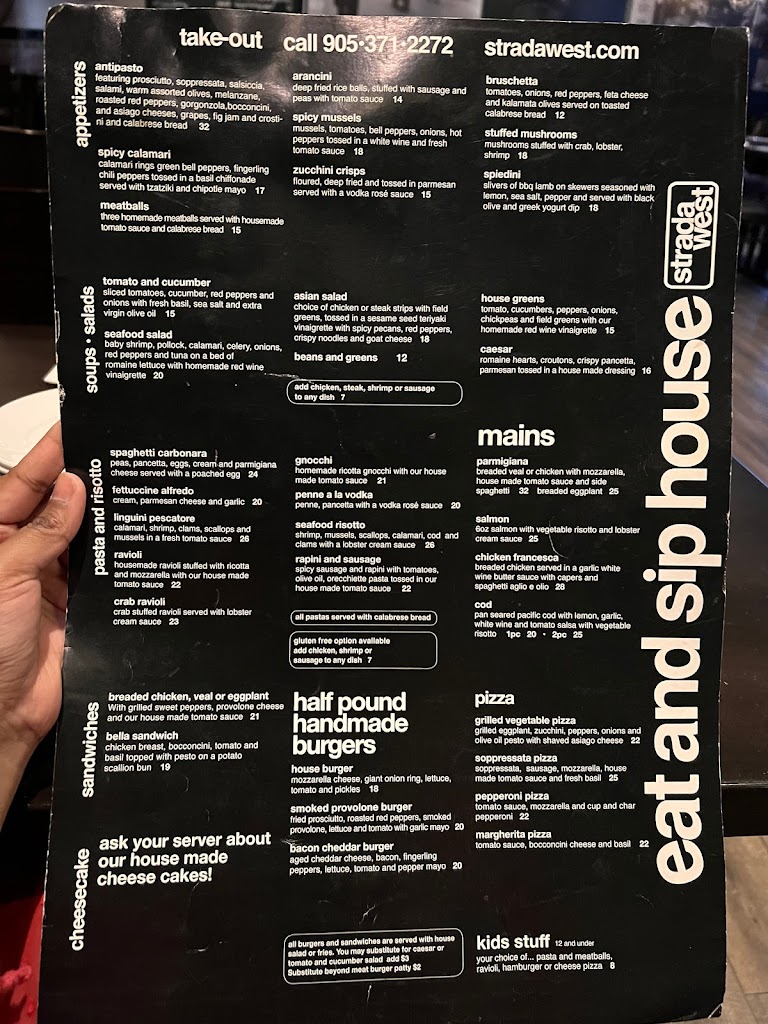 take-out call 905•371•2272 stradawest.com
appetizers
antipasto
featuring prosciutto, soppressata, salsiccia,
salami, warm assorted olives, melanzane,
roasted red peppers, gorgonzola,bocconcini,
and asiago cheeses, grapes, fig jam and crosti-
ni and calabrese bread 32
spicy calamari
calamari rings green bell peppers, fingerling
chili peppers tossed in a basil chiffonade
served with tzatziki and chipotle mayo 17
meatballs
three homemade meatballs served with housemade
tomato sauce and calabrese bread 15
arancini
deep fried rice balls, stuffed with sausage and
peas with tomato sauce 14
spicy mussels
mussels, tomatoes, bell peppers, onions, hot
peppers tossed in a white wine and fresh
tomato sauce 18
zucchini crisps
floured, deep fried and tossed in parmesan
served with a vodka rosé sauce 15
bruschetta
tomatoes, onions, red peppers, feta cheese
and kalamata olives served on toasted
calabrese bread 12
stuffed mushrooms
mushrooms stuffed with crab, lobster,
shrimp 18
spiedini
slivers of bbq lamb on skewers seasoned with
lemon, sea salt, pepper and served with black
olive and greek yogurt dip 18
soups • salads
tomato and cucumber
sliced tomatoes, cucumber, red peppers and
onions with fresh basil, sea salt and extra
virgin olive oil 15
seafood salad
baby shrimp, pollock, calamari, celery, onions,
red peppers and tuna on a bed of
romaine lettuce with homemade red wine
vinaigrette 20
asian salad
choice of chicken or steak strips with field
greens, tossed in a sesame seed teriyaki
vinaigrette with spicy pecans, red peppers,
crispy noodles and goat cheese 18
beans and greens 12
add chicken, steak, shrimp or sausage
to any dish 7
house greens
tomato, cucumbers, peppers, onions,
chickpeas and field greens with our
homemade red wine vinaigrette 15
caesar
romaine hearts, croutons, crispy pancetta,
parmesan tossed in a house made dressing 16
pasta and risotto
spaghetti carbonara
peas, pancetta, eggs, cream and parmigiana
cheese served with a poached egg 24
fettuccine alfredo
cream, parmesan cheese and garlic 20
linguini pescatore
calamari, shrimp, clams, scallops and
mussels in a fresh tomato sauce 26
ravioli
housemade ravioli stuffed with ricotta
and mozzarella with our house made
tomato sauce 22
crab ravioli
crab stuffed ravioli served with lobster
cream sauce 23
gnocchi
homemade ricotta gnocchi with our house
made tomato sauce 21
penne a la vodka
penne, pancetta with a vodka rosé sauce 20
seafood risotto
shrimp, mussels, scallops, calamari, cod and
clams with a lobster cream sauce 26
rapini and sausage
spicy sausage and rapini with tomatoes,
olive oil, orecchiette pasta tossed in our
house made tomato sauce 22
all pastas served with calabrese bread
gluten free option available
add chicken, shrimp or
sausage to any dish 7
mains
parmigiana
breaded veal or chicken with mozzarella,
house made tomato sauce and side
spaghetti 32 breaded eggplant 25
salmon
6oz salmon with vegetable risotto and lobster
cream sauce 25
chicken francesca
breaded chicken served in a garlic white
wine butter sauce with capers and
spaghetti aglio e olio 28
cod
pan seared pacific cod with lemon, garlic,
white wine and tomato salsa with vegetable
risotto 1pc 20 • 2pc 25
sandwiches
breaded chicken, veal or eggplant
With grilled sweet peppers, provolone cheese
and our house made tomato sauce 21
bella sandwich
chicken breast, bocconcini, tomato and
basil topped with pesto on a potato
scallion bun 19
half pound
handmade
burgers
house burger
mozzarella cheese, giant onion ring, lettuce,
tomato and pickles 18
smoked provolone burger
fried prosciutto, roasted red peppers, smoked
provolone, lettuce and tomato with garlic mayo 20
bacon cheddar burger
aged cheddar cheese, bacon, fingerling
peppers, lettuce, tomato and pepper mayo 20
pizza
grilled vegetable pizza
grilled eggplant, zucchini, peppers, onions and
olive oil pesto with shaved asiago cheese 22
soppressata pizza
soppressata, sausage, mozzarella, house
made tomato sauce and fresh basil 25
pepperoni pizza
tomato sauce, mozzarella and cup and char
pepperoni 22
margherita pizza
tomato sauce, bocconcini cheese and basil 22
cheesecake
ask your server about
our house made
cheese cakes!
all burgers and sandwiches are served with house
salad or fries. You may substitute for caesar or
tomato and cucumber salad add $3
Substitute beyond meat burger patty $2
kids stuff 12 and under
your choice of... pasta and meatballs,
ravioli, hamburger or cheese pizza 8
strada
west
eat and sip house